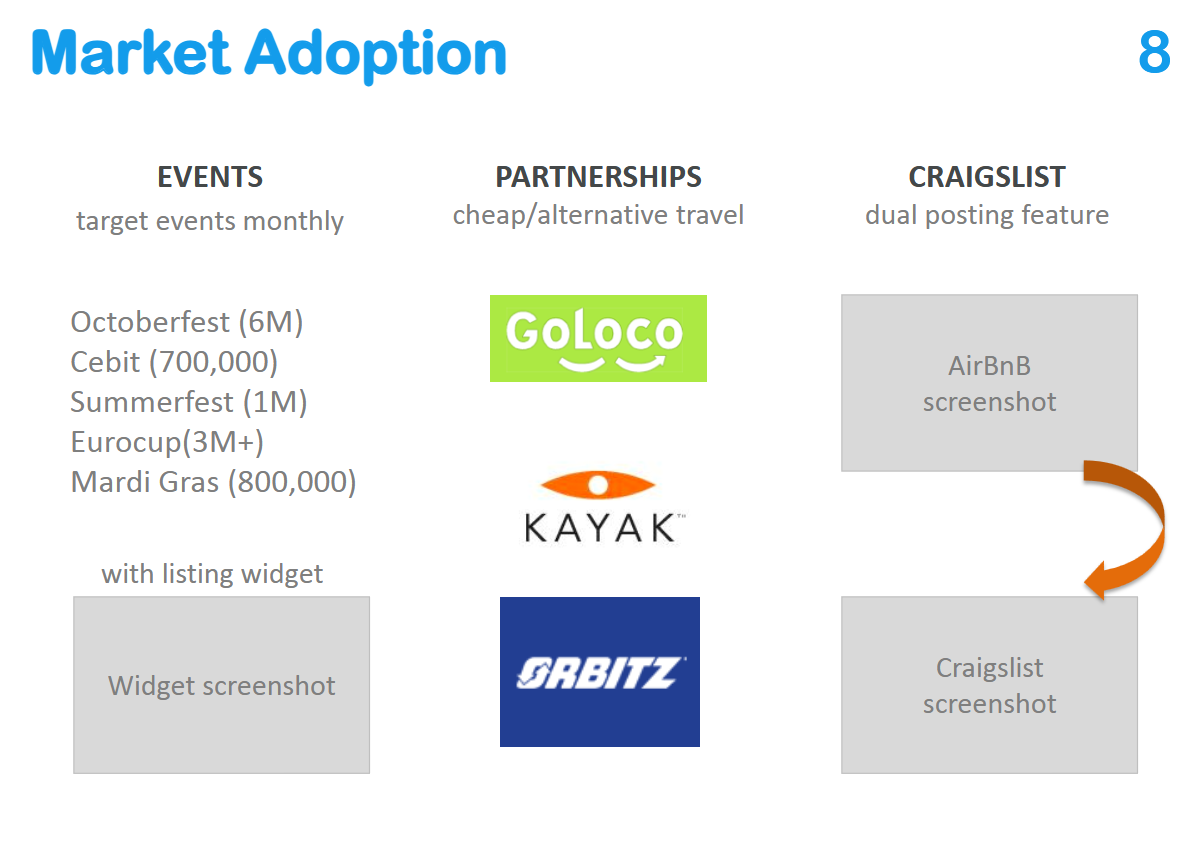 Market Adoption
8
EVENTS
target events monthly
Octoberfest (6M)
Cebit (700,000)
Summerfest (1M)
Eurocup(3M+)
Mardi Gras (800,000)
with listing widget
Widget screenshot
PARTNERSHIPS
cheap/alternative travel
GoLoco
KAYAK™
ORBITZ
CRAIGSLIST
dual posting feature
AirBnB
screenshot
Craigslist
screenshot